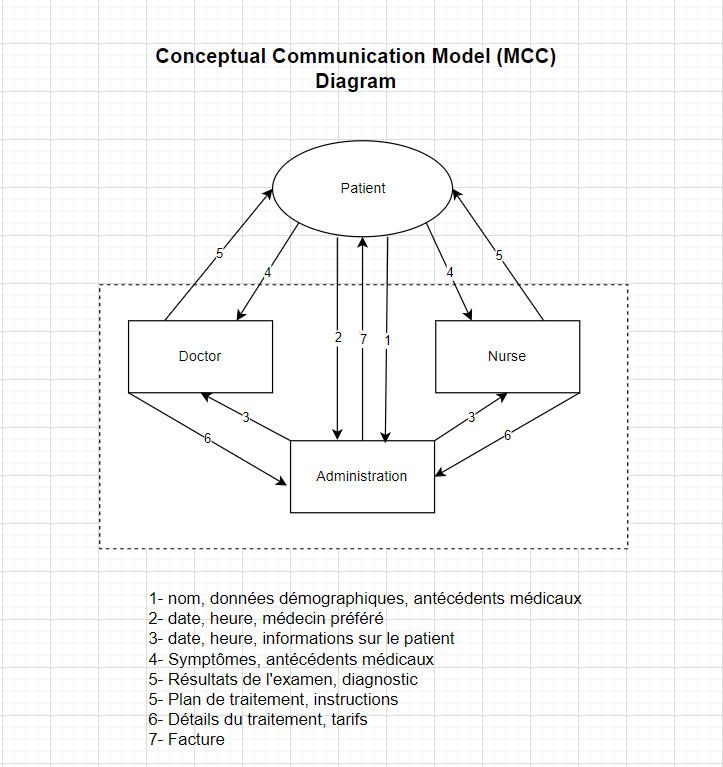 Conceptual Communication Model (MCC)
Diagram
Patient
5
4
4
5
2
7
1
Doctor
Nurse
3
3
6
6
Administration
1- nom, données démographiques, antécédents médicaux
2- date, heure, médecin préféré
3- date, heure, informations sur le patient
4- Symptômes, antécédents médicaux
5- Résultats de l'examen, diagnostic
5- Plan de traitement, instructions
6- Détails du traitement, tarifs
7- Facture